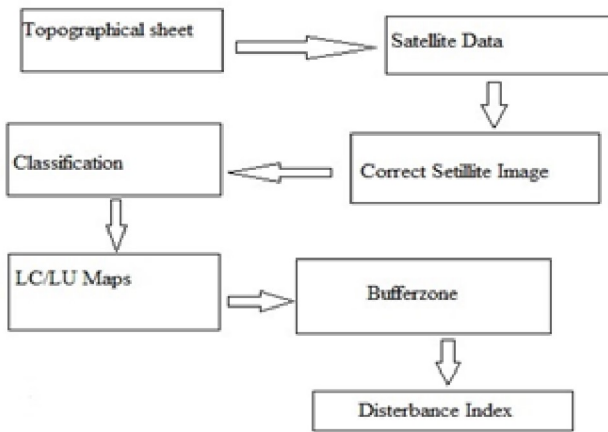 Topographical sheet
Satellite Data
Correct Setillite Image
Classification
LC/LU Maps
Bufferzone
Disterbance Index